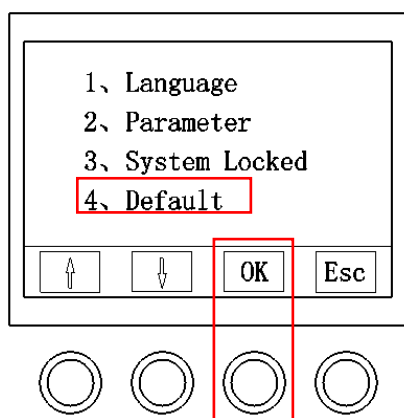 1、Language
2、Parameter
3、System Locked
4、Default
OK Esc